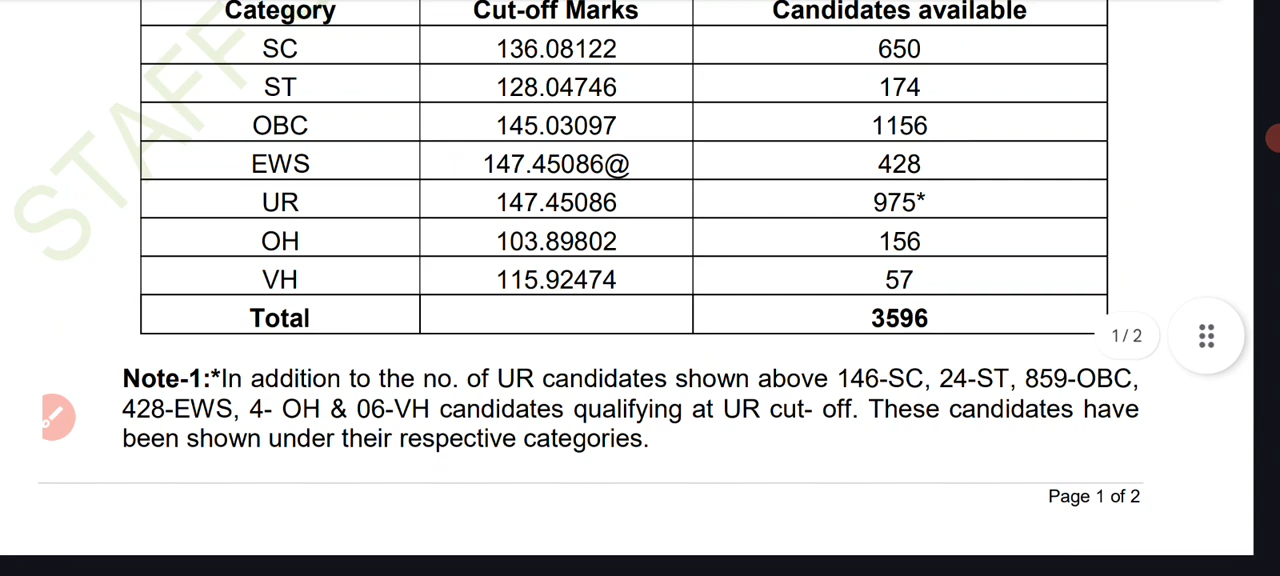 Category Cut-off Marks Candidates available
SC 136.08122 650
ST 128.04746 174
OBC 145.03097 1156
EWS 147.45086@ 428
UR 147.45086 975*
OH 103.89802 156
VH 115.92474 57
Total 3596
1 / 2
Note-1:*In addition to the no. of UR candidates shown above 146-SC, 24-ST, 859-OBC,
428-EWS, 4- OH & 06-VH candidates qualifying at UR cut- off. These candidates have
been shown under their respective categories.
Page 1 of 2
STAFF